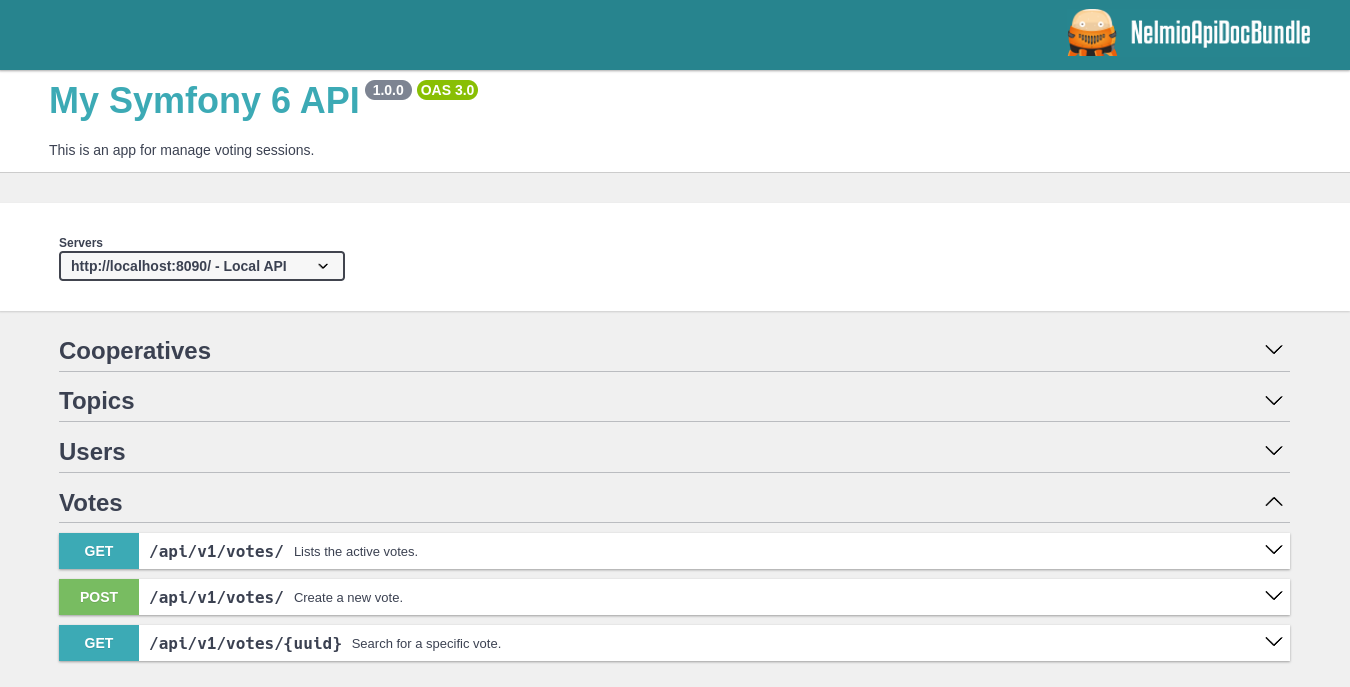 NelmioApiDocBundle
My Symfony 6 API 1.0.0 OAS 3.0
This is an app for manage voting sessions.
Servers
http://localhost:8090/ - Local API
Cooperatives
Topics
Users
Votes
GET /api/v1/votes/ Lists the active votes.
POST /api/v1/votes/ Create a new vote.
GET /api/v1/votes/{uuid} Search for a specific vote.